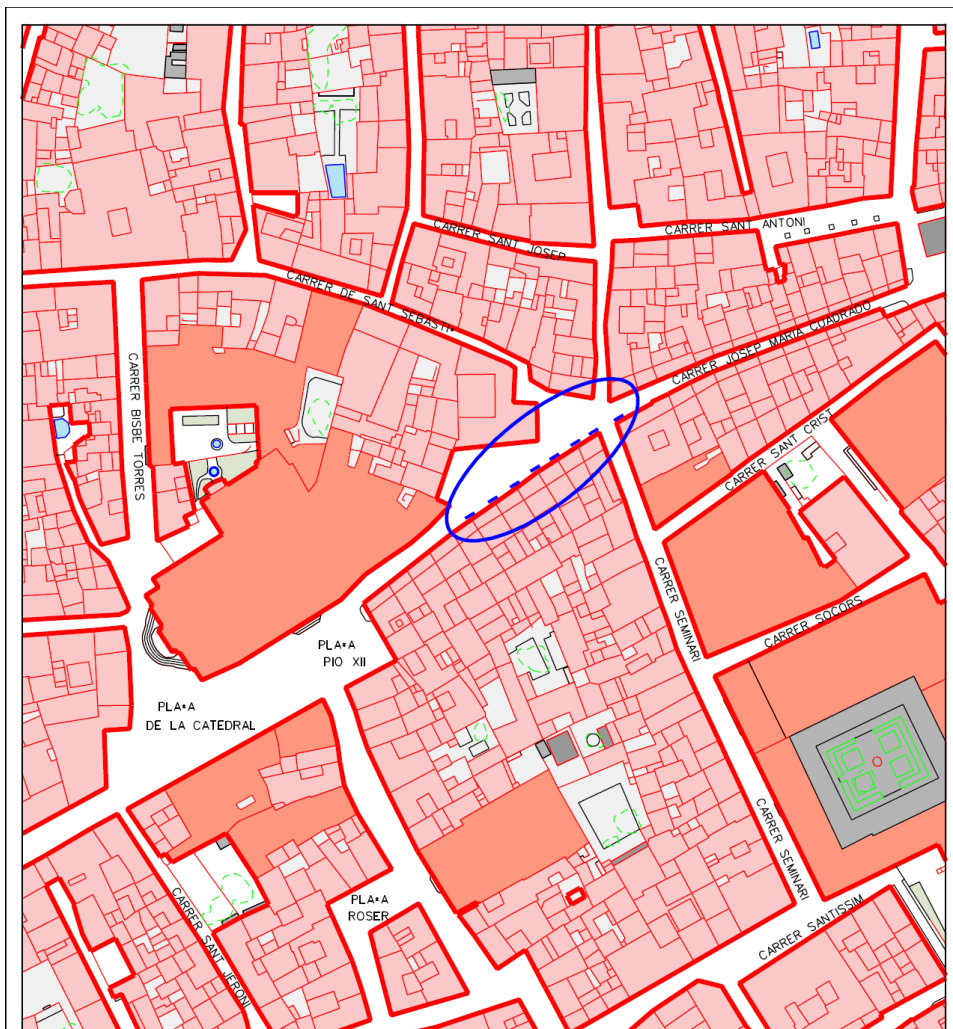 CARRER SANT ANTONI
CARRER SANT JOSEP
CARRER DE SANT SEBASTI•
CARRER JOSEP MARIA CUADRADO
CARRER BISBE TORRES
CARRER SANT CRIST
CARRER SEMINARI
CARRER SOCORS
PLA•A
PIO XII
PLA•A
DE LA CATEDRAL
CARRER SEMINARI
PLA•A
ROSER
CARRER SANT JERONI
CARRER SANTISSIM